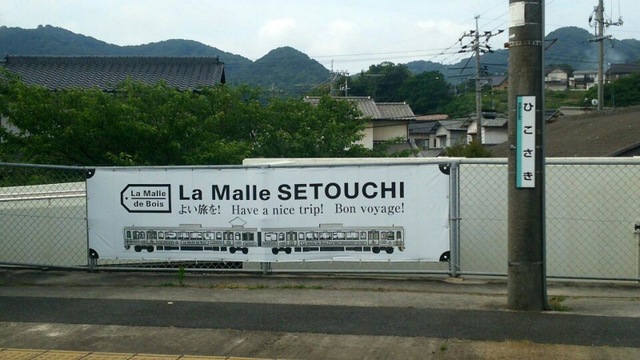 La Malle
de Bois
La Malle SETOUCHI
よい旅を! Have a nice trip! Bon voyage!
ひこさき